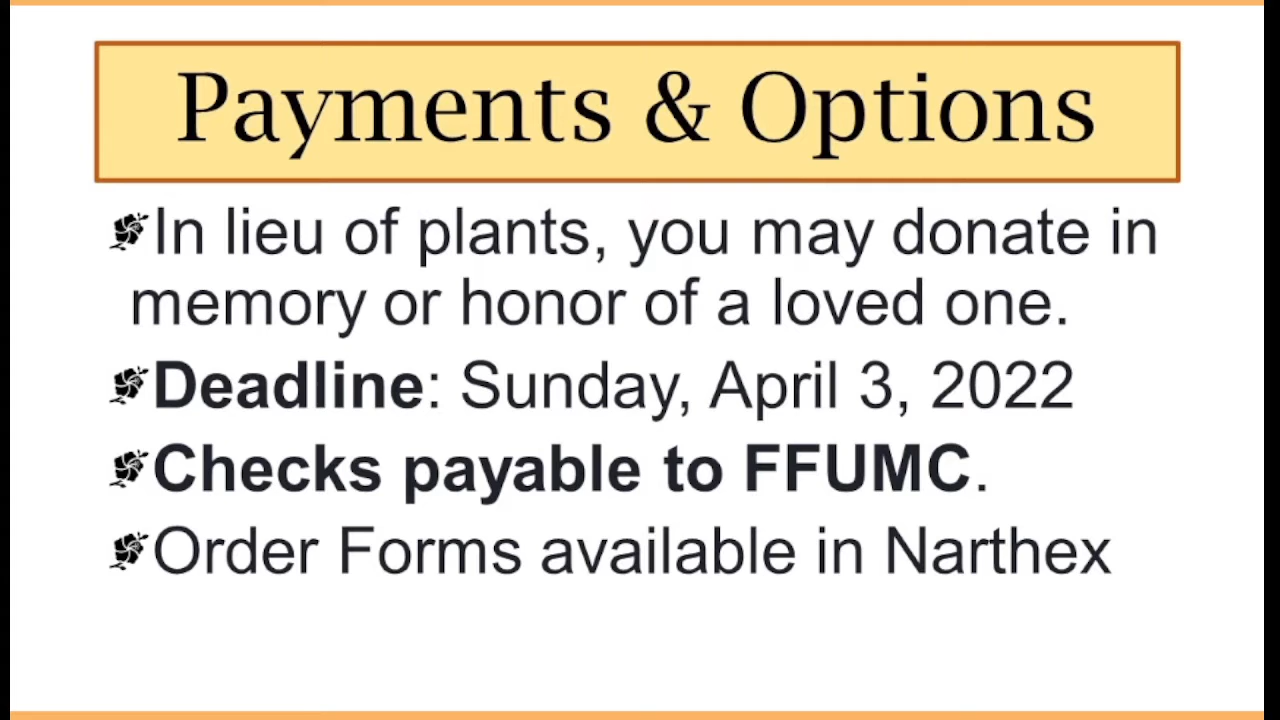 Payments & Options
In lieu of plants, you may donate in
memory or honor of a loved one.
Deadline: Sunday, April 3, 2022
Checks payable to FFUMC.
Order Forms available in Narthex